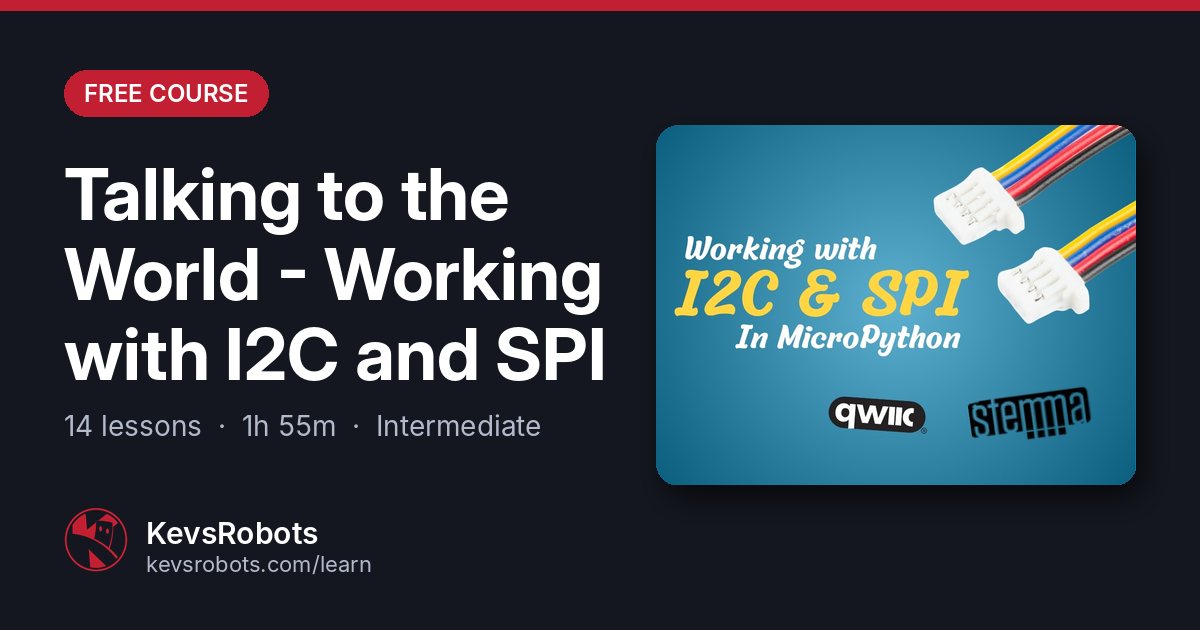 FREE COURSE
Talking to the
World - Working
with I2C and SPI
14 lessons · 1h 55m · Intermediate
KevsRobots
kevsrobots.com/learn
Working with
I2C & SPI
In MicroPython
qwiic
stemma